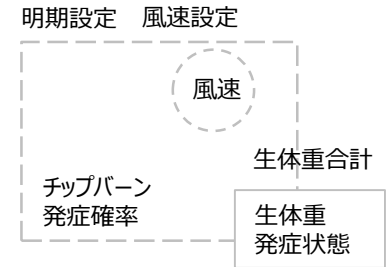 明期設定 風速設定
風速
生体重合計
チップバーン
発症確率
生体重
発症状態